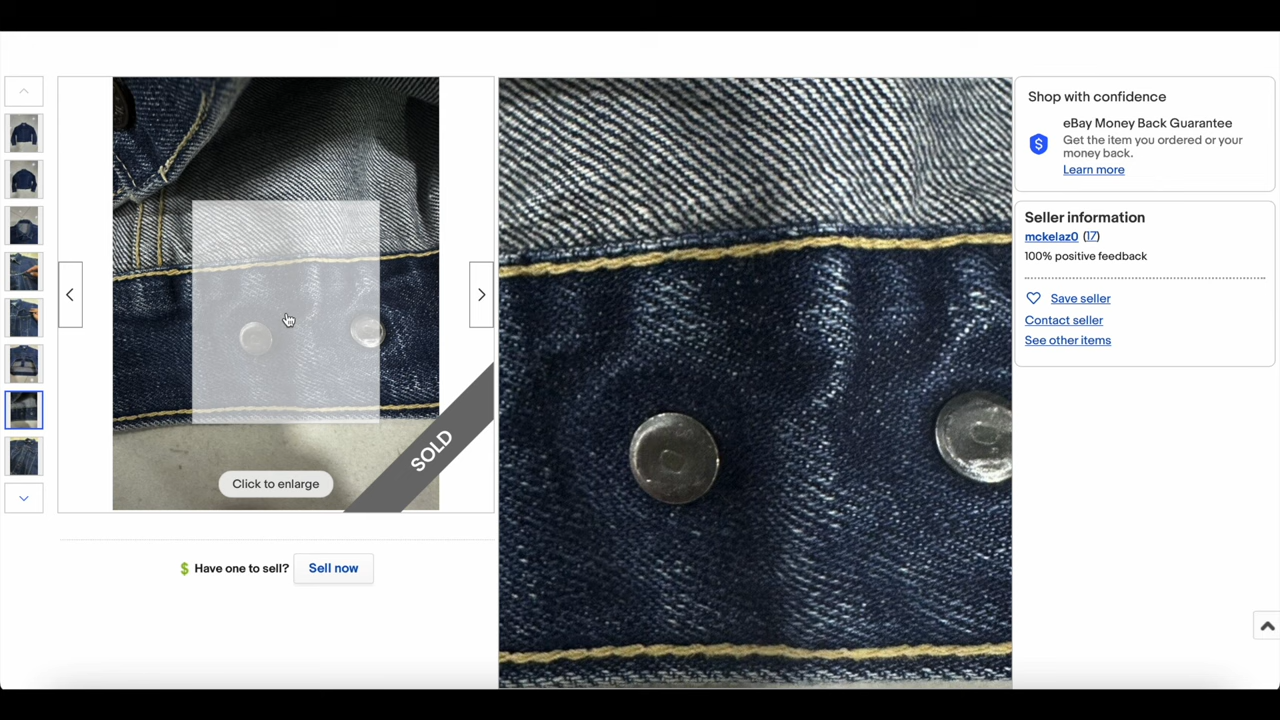 SOLD
Click to enlarge
Have one to sell?
Sell now
Shop with confidence
eBay Money Back Guarantee
Get the item you ordered or your
money back.
Learn more
Seller information
mckelaz0 (17)
100% positive feedback
Save seller
Contact seller
See other items